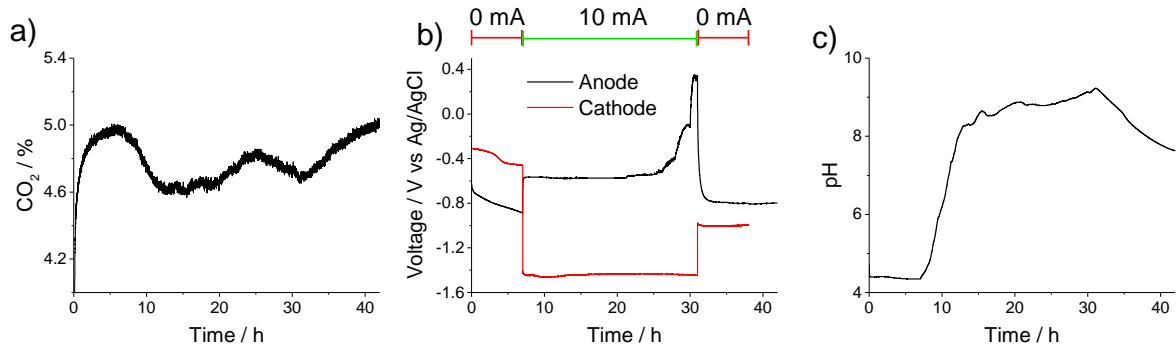 a)
5.4
5.0
4.6
4.2
CO2 / %
0 10 20 30 40
Time / h
0 mA 10 mA 0 mA
b)
0.4
0.0
-0.4
-0.8
-1.2
-1.6
Voltage / V vs Ag/AgCl
Anode
Cathode
0 10 20 30 40
Time / h
c)
10
8
6
4
pH
0 10 20 30 40
Time / h